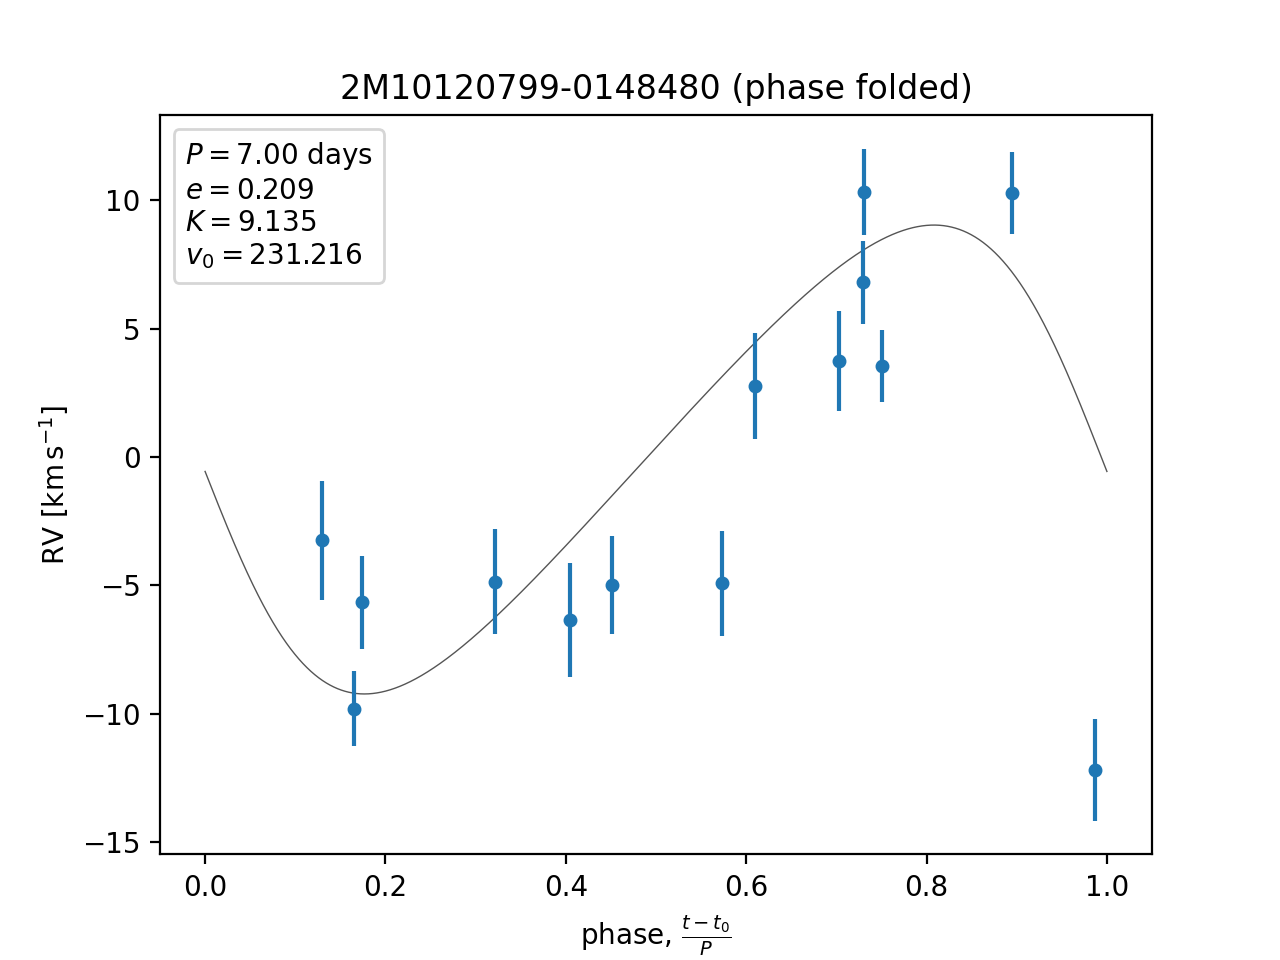 2M10120799-0148480 (phase folded)
P = 7.00 days
e = 0.209
K = 9.135
v₀ = 231.216
RV [km s⁻¹]
10
5
0
−5
−10
−15
0.0 0.2 0.4 0.6 0.8 1.0
phase, (t − t₀)/P